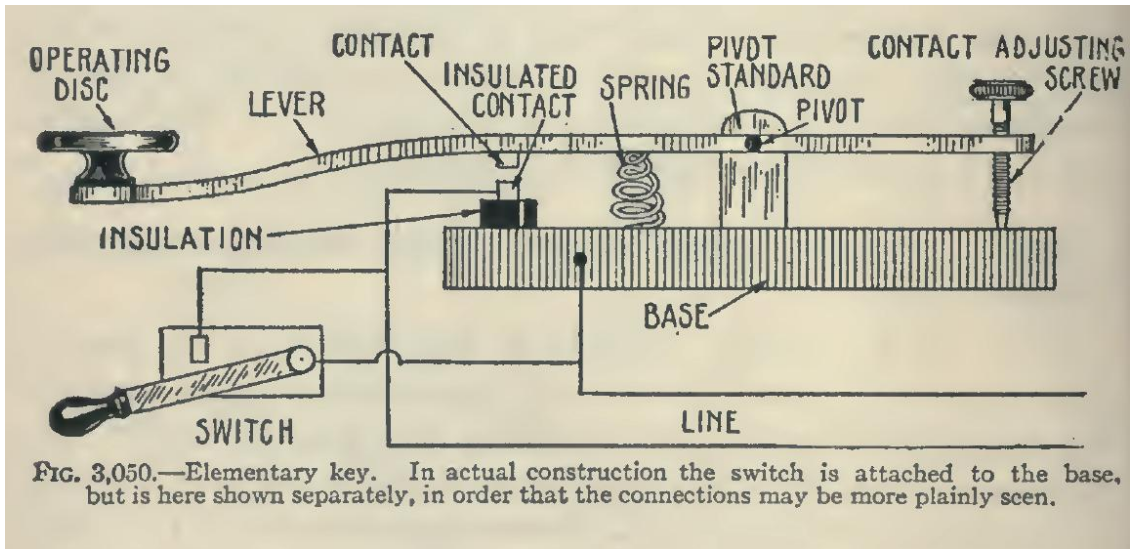 OPERATING
DISC
LEVER
CONTACT
INSULATED
CONTACT
SPRING
PIVOT
STANDARD
PIVOT
CONTACT ADJUSTING
SCREW
INSULATION
BASE
SWITCH
LINE
FIG. 3,050.—Elementary key. In actual construction the switch is attached to the base,
but is here shown separately, in order that the connections may be more plainly seen.